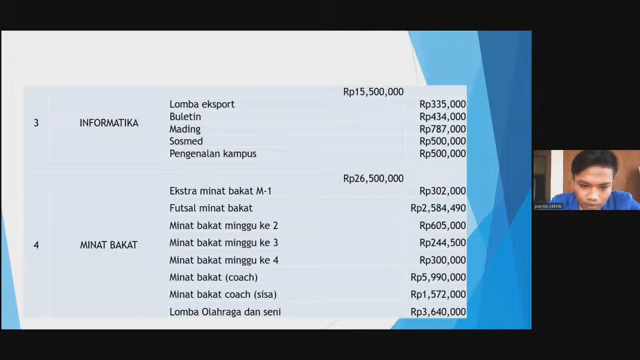 Rp15,500,000
3 INFORMATIKA
Lomba eksport Rp335,000
Buletin Rp434,000
Mading Rp787,000
Sosmed Rp500,000
Pengenalan kampus Rp500,000
Rp26,500,000
4 MINAT BAKAT
Ekstra minat bakat M-1 Rp302,000
Futsal minat bakat Rp2,584,490
Minat bakat minggu ke 2 Rp605,000
Minat bakat minggu ke 3 Rp244,500
Minat bakat minggu ke 4 Rp300,000
Minat bakat (coach) Rp5,990,000
Minat bakat coach (sisa) Rp1,572,000
Lomba Olahraga dan seni Rp3,640,000